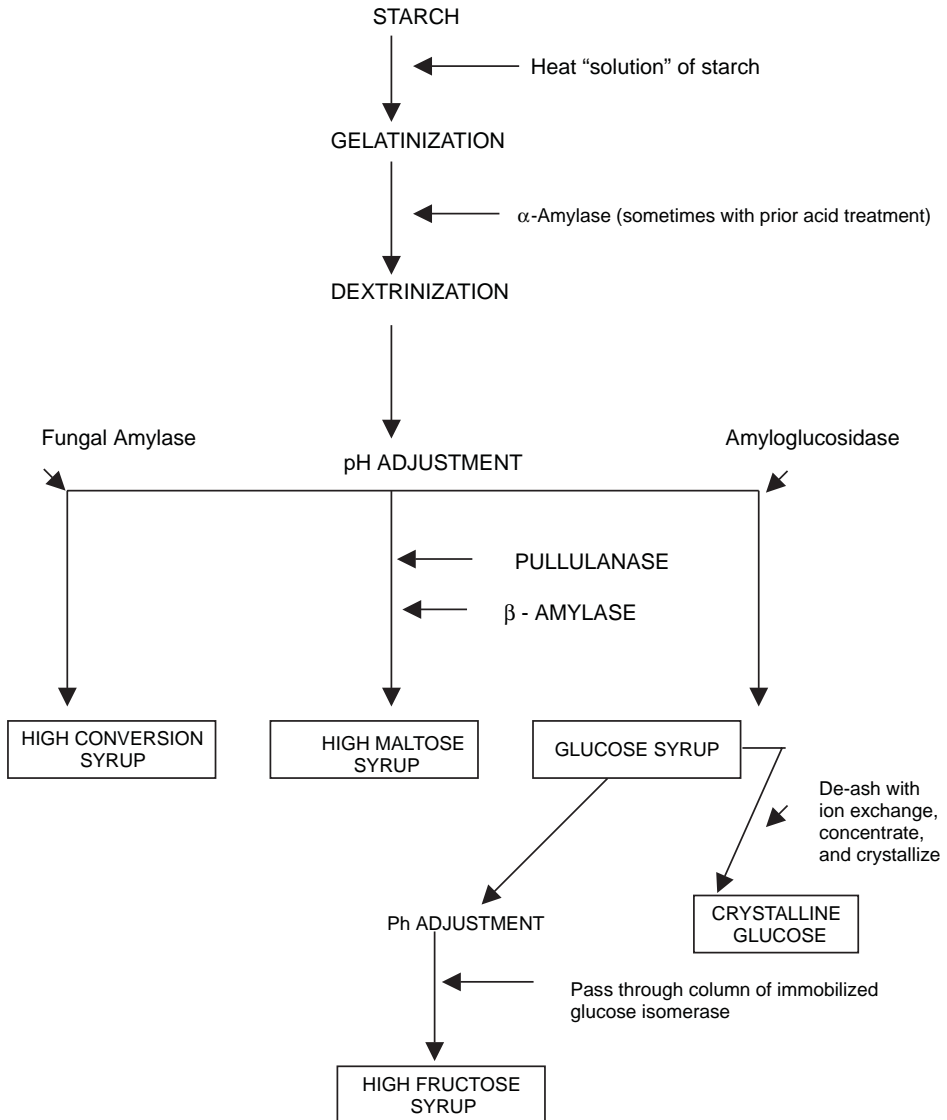 STARCH
Heat “solution” of starch
GELATINIZATION
α-Amylase (sometimes with prior acid treatment)
DEXTRINIZATION
Fungal Amylase
Amyloglucosidase
pH ADJUSTMENT
PULLULANASE
β - AMYLASE
HIGH CONVERSION
SYRUP
HIGH MALTOSE
SYRUP
GLUCOSE SYRUP
De-ash with
ion exchange,
concentrate,
and crystallize
Ph ADJUSTMENT
CRYSTALLINE
GLUCOSE
Pass through column of immobilized
glucose isomerase
HIGH FRUCTOSE
SYRUP